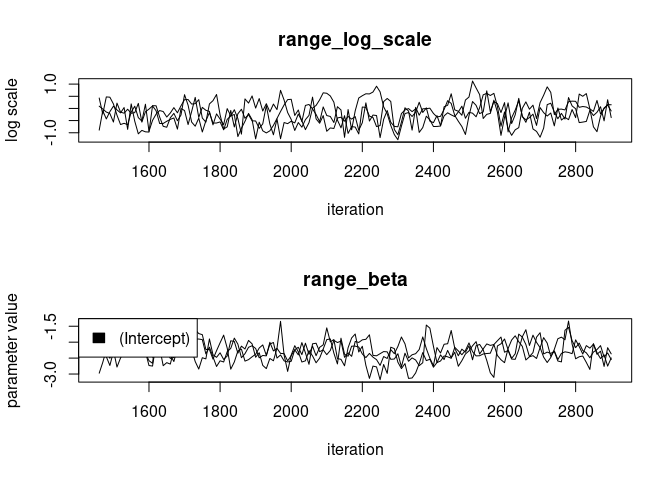 range_log_scale
log scale
1.0
-1.0
1600 1800 2000 2200 2400 2600 2800
iteration
range_beta
parameter value
-1.5
-3.0
(Intercept)
1600 1800 2000 2200 2400 2600 2800
iteration